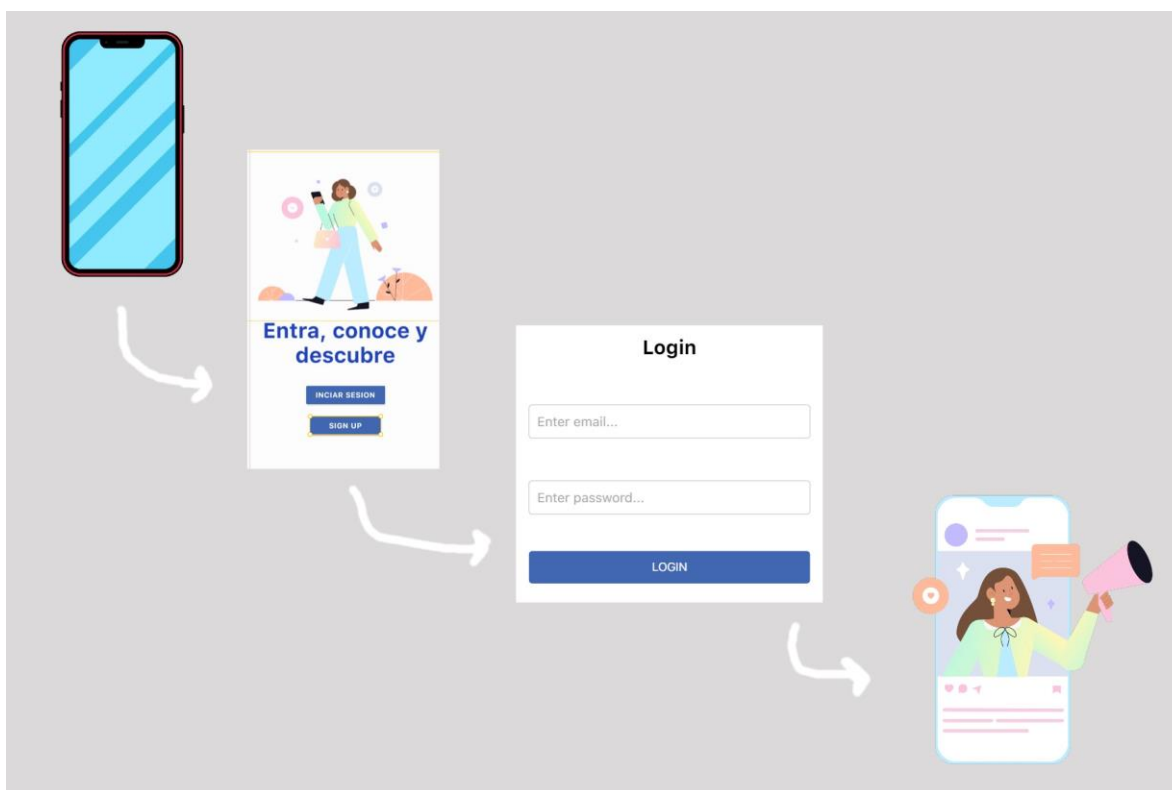 Entra, conoce y
descubre
INCIAR SESION
SIGN UP
Login
Enter email...
Enter password...
LOGIN